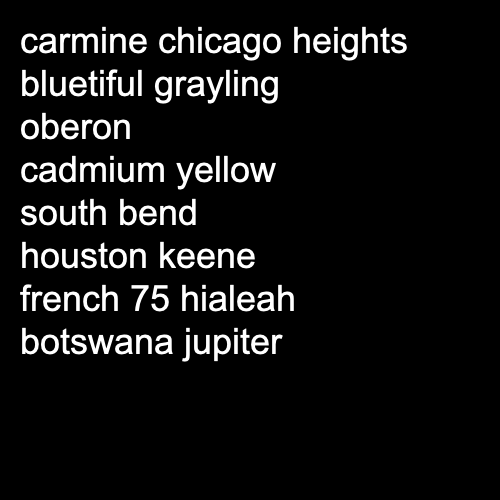 carmine chicago heights
bluetiful grayling
oberon
cadmium yellow
south bend
houston keene
french 75 hialeah
botswana jupiter